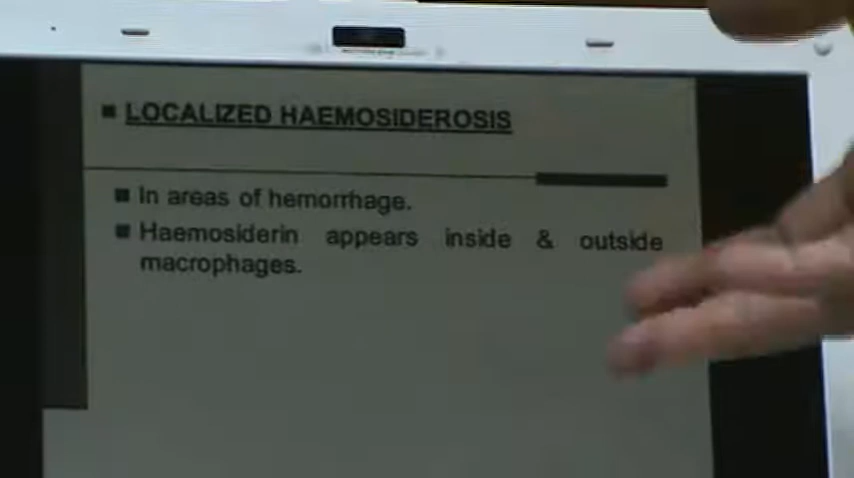 LOCALIZED HAEMOSIDEROSIS
In areas of hemorrhage.
Haemosiderin appears inside & outside
macrophages.